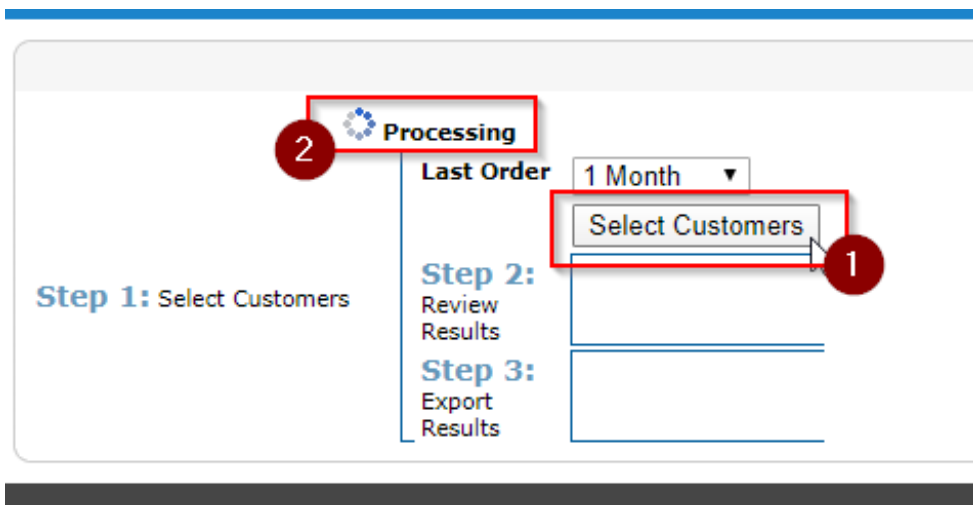 2
Processing
Last Order
1 Month
Select Customers
1
Step 1: Select Customers
Step 2:
Review
Results
Step 3:
Export
Results